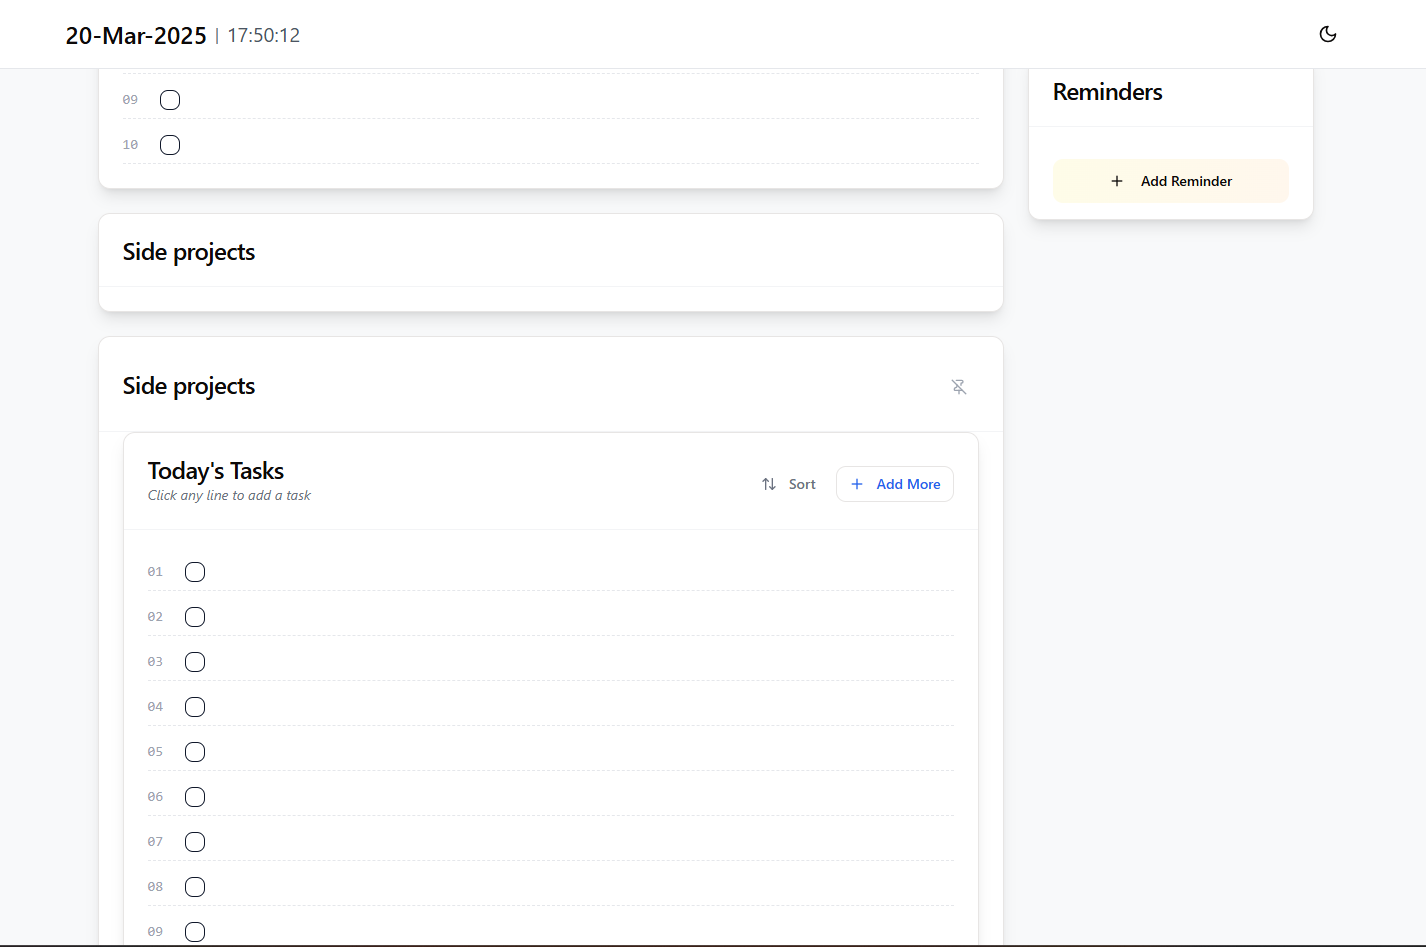 20-Mar-2025 | 17:50:12
09
10
Reminders
+ Add Reminder
Side projects
Side projects
Today's Tasks
Click any line to add a task
Sort
+ Add More
01
02
03
04
05
06
07
08
09